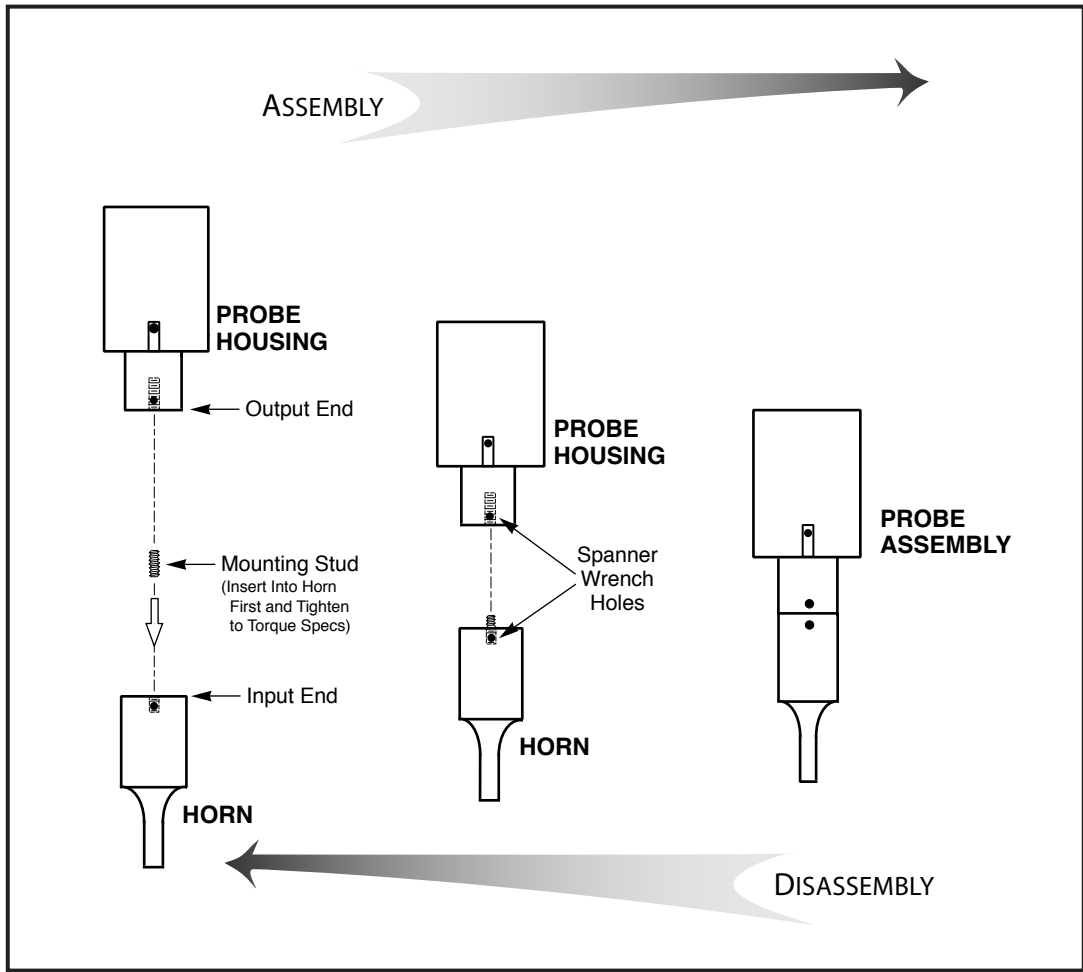 ASSEMBLY
PROBE
HOUSING
Output End
Mounting Stud
(Insert Into Horn
First and Tighten
to Torque Specs)
Input End
HORN
PROBE
HOUSING
Spanner
Wrench
Holes
HORN
PROBE
ASSEMBLY
DISASSEMBLY